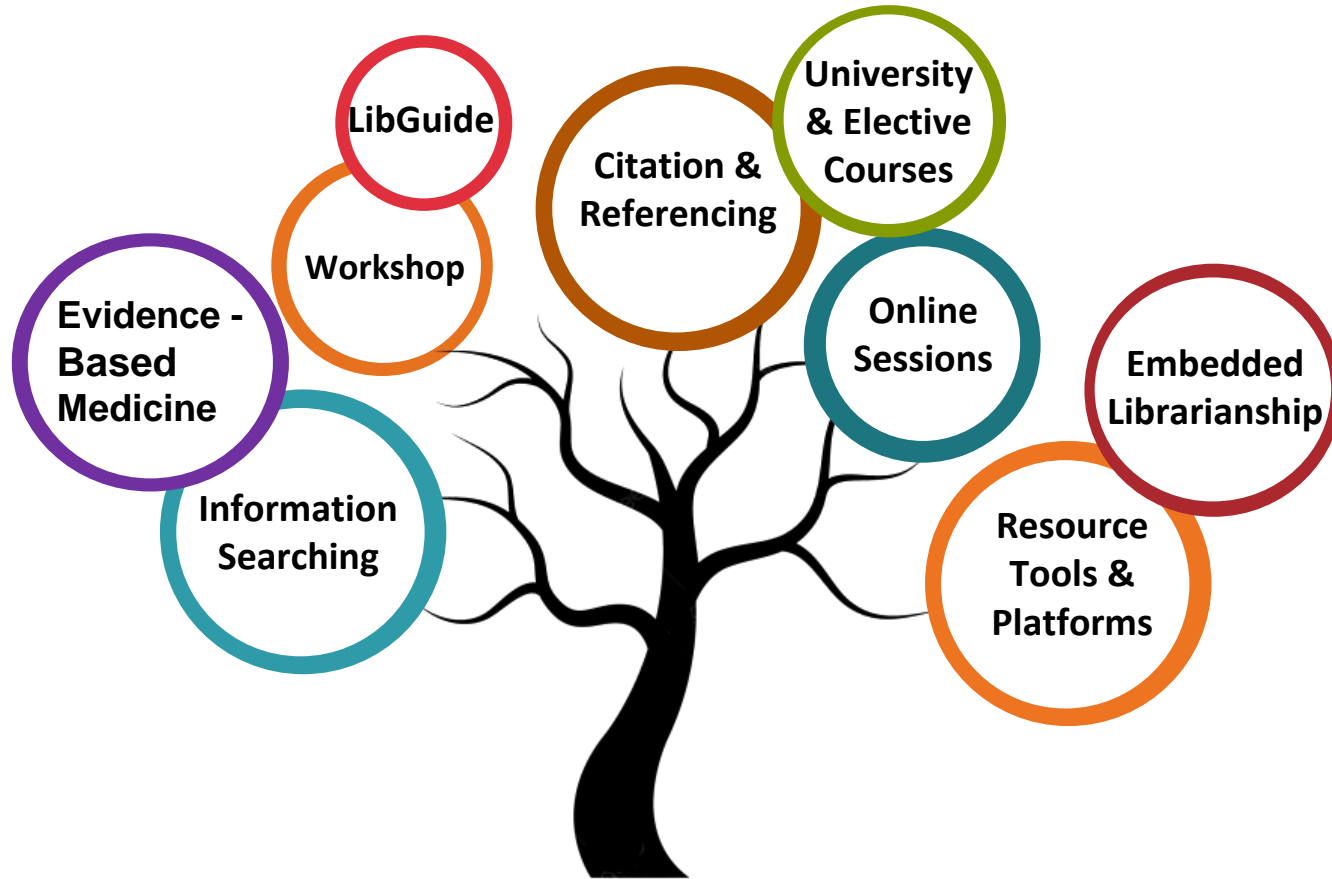 LibGuide
Workshop
Evidence -
Based
Medicine
Information
Searching
Citation &
Referencing
University
& Elective
Courses
Online
Sessions
Embedded
Librarianship
Resource
Tools &
Platforms